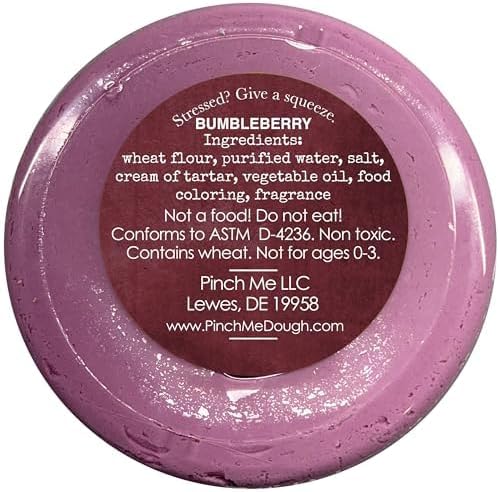 Stressed? Give a squeeze.
BUMBLEBERRY
Ingredients:
wheat flour, purified water, salt,
cream of tartar, vegetable oil, food
coloring, fragrance
Not a food! Do not eat!
Conforms to ASTM D-4236. Non toxic.
Contains wheat. Not for ages 0-3.
Pinch Me LLC
Lewes, DE 19958
www.PinchMeDough.com